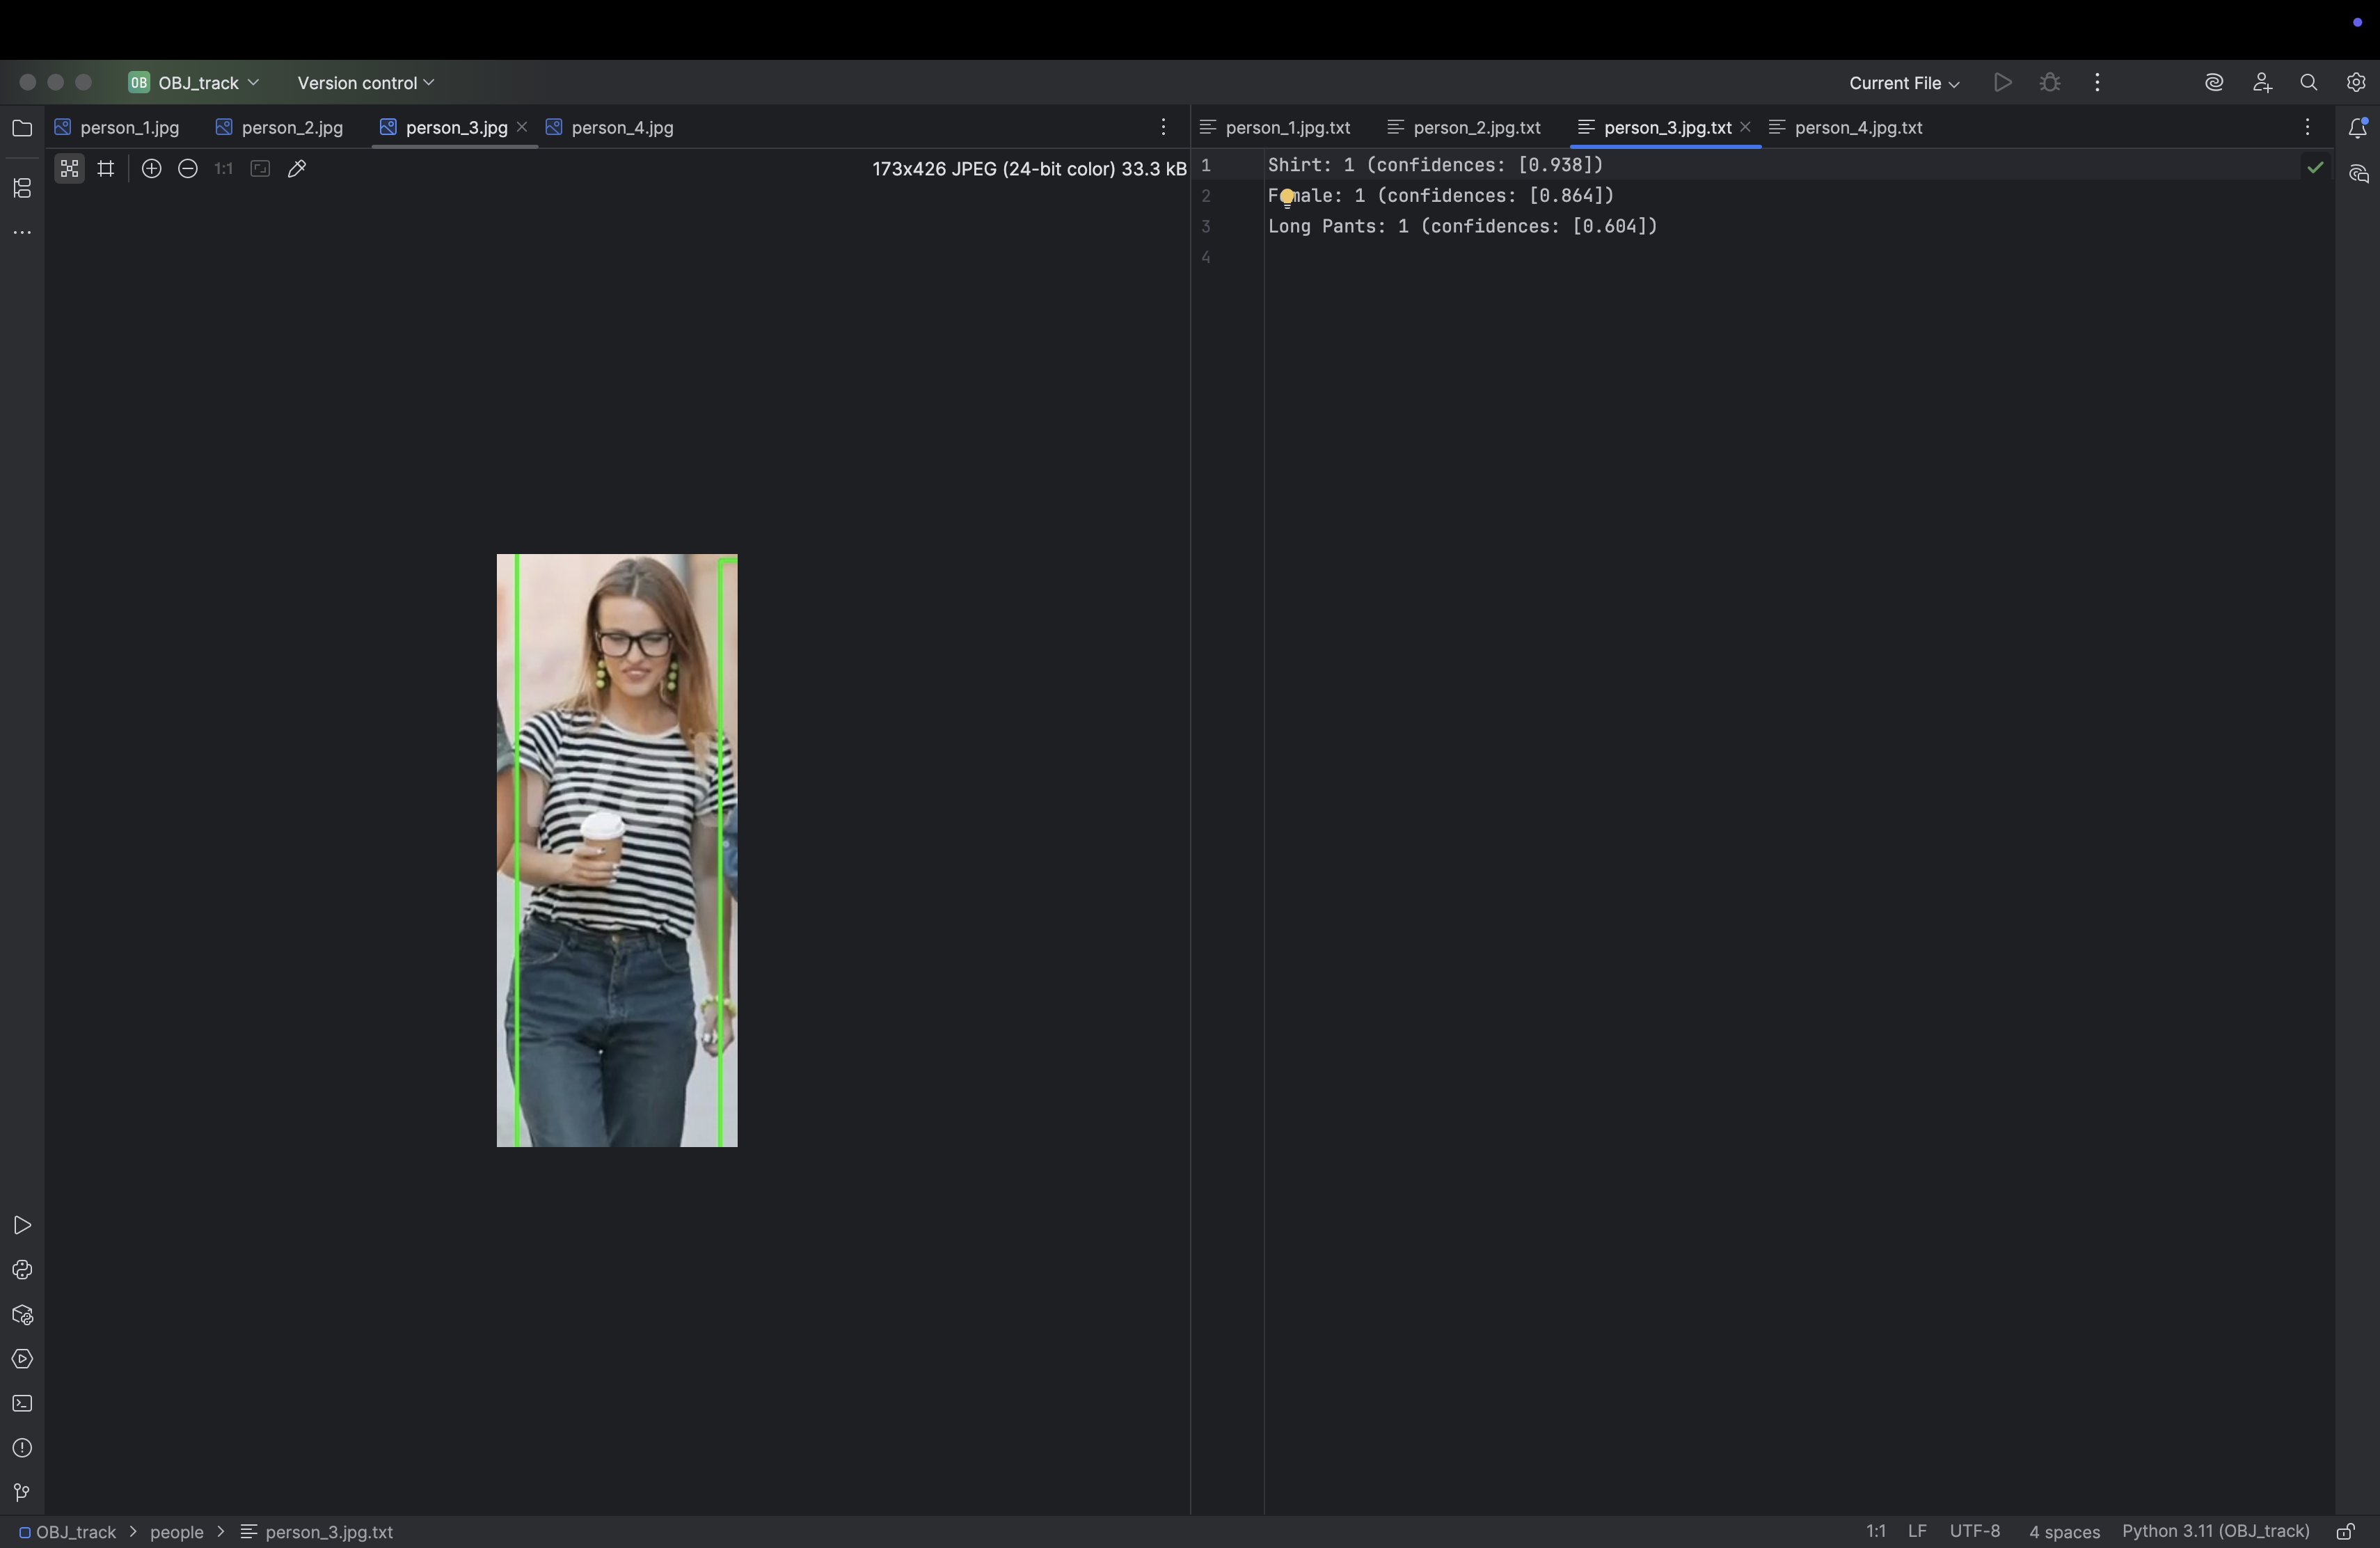 OB OBJ_track Version control Current File
person_1.jpg person_2.jpg person_3.jpg person_4.jpg
person_1.jpg.txt person_2.jpg.txt person_3.jpg.txt person_4.jpg.txt
1:1 173x426 JPEG (24-bit color) 33.3 kB
1 Shirt: 1 (confidences: [0.938])
2 Female: 1 (confidences: [0.864])
3 Long Pants: 1 (confidences: [0.604])
4
OBJ_track > people > person_3.jpg.txt
1:1 LF UTF-8 4 spaces Python 3.11 (OBJ_track)